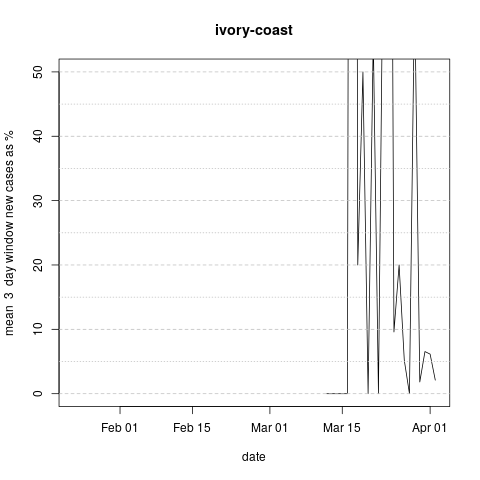 ivory-coast
mean 3 day window new cases as %
50
40
30
20
10
0
Feb 01
Feb 15
Mar 01
Mar 15
Apr 01
date